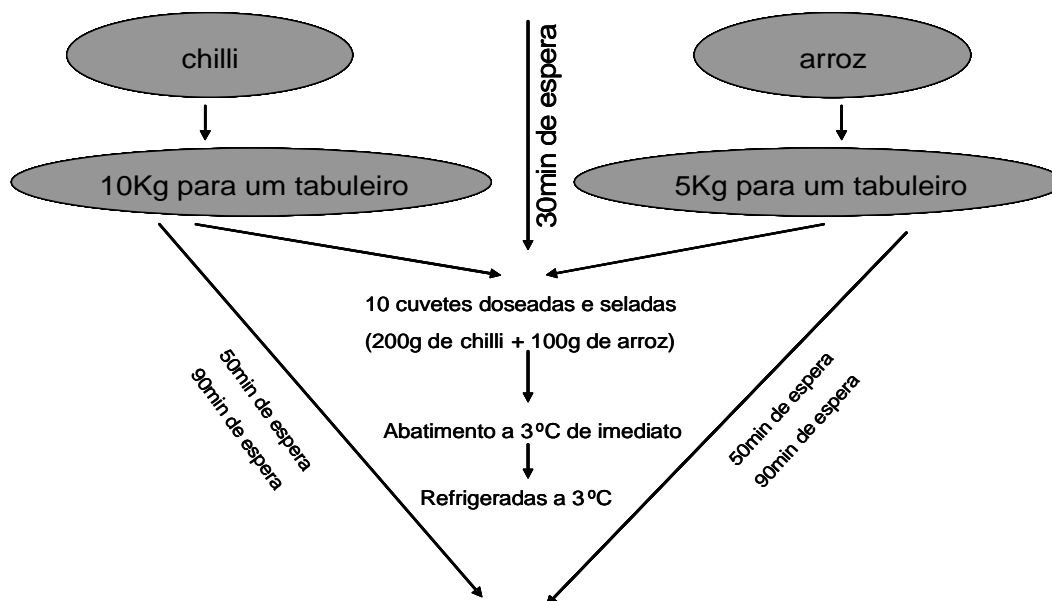 chilli
arroz
30min de espera
10Kg para um tabuleiro
5Kg para um tabuleiro
10 cuvetes doseadas e seladas
(200g de chilli + 100g de arroz)
50min de espera
90min de espera
50min de espera
90min de espera
Abatimento a 3ºC de imediato
Refrigeradas a 3ºC